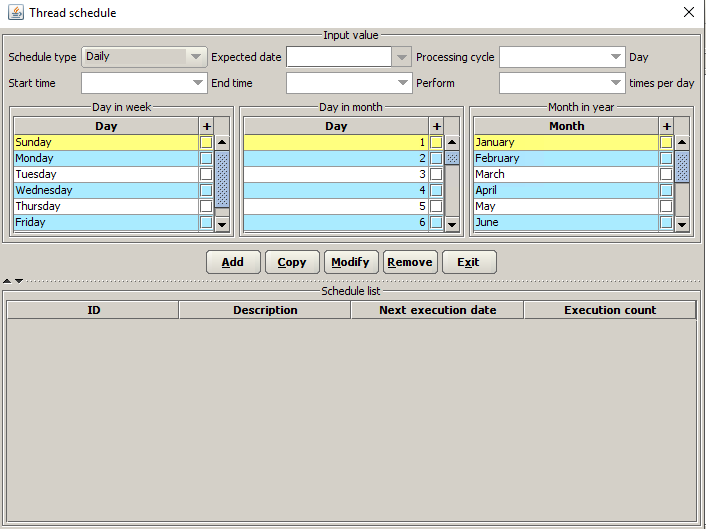 Thread schedule
Input value
Schedule type Daily Expected date Processing cycle Day
Start time End time Perform times per day
Day in week Day in month Month in year
Day + Day + Month +
Sunday 1 January
Monday 2 February
Tuesday 3 March
Wednesday 4 April
Thursday 5 May
Friday 6 June
Add Copy Modify Remove Exit
Schedule list
ID Description Next execution date Execution count